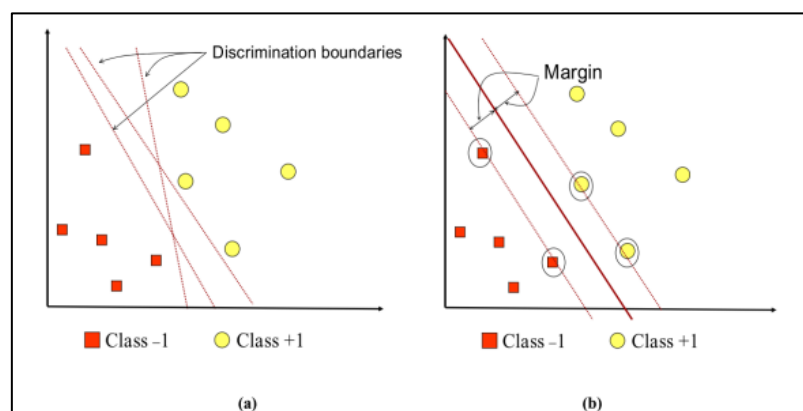 Discrimination boundaries
Margin
Class –1 Class +1
Class –1 Class +1
(a)
(b)